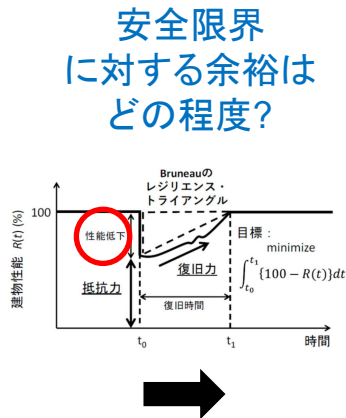 安全限界
に対する余裕は
どの程度?
Bruneauの
レジリエンス・
トライアングル
建物性能 R(t) (%)
100
性能低下
目標：
minimize
∫_{t₀}^{t₁}{100 − R(t)}dt
復旧力
抵抗力
復旧時間
t₀
t₁
時間